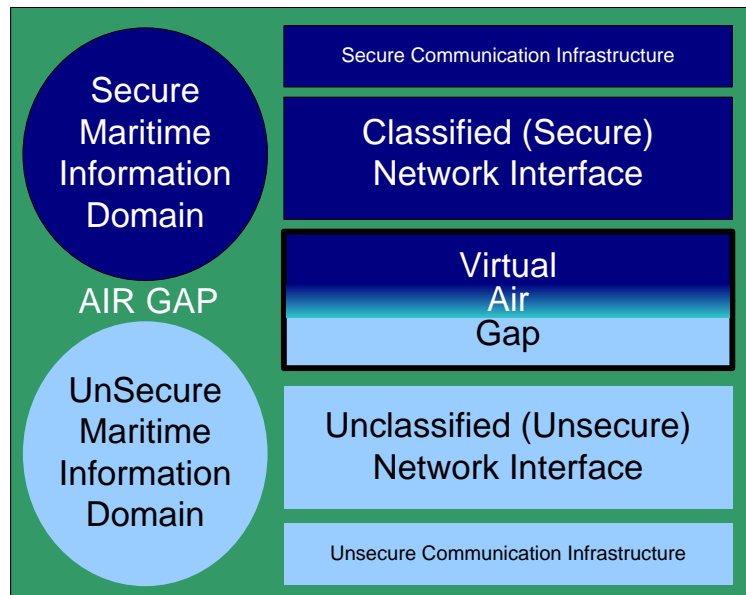 Secure
Maritime
Information
Domain
AIR GAP
UnSecure
Maritime
Information
Domain
Secure Communication Infrastructure
Classified (Secure)
Network Interface
Virtual
Air
Gap
Unclassified (Unsecure)
Network Interface
Unsecure Communication Infrastructure